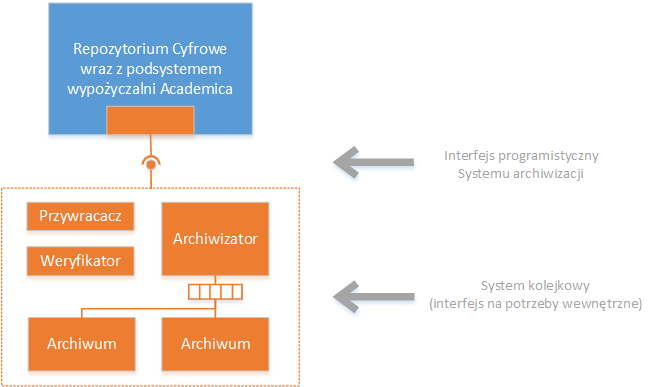 Repozytorium Cyfrowe
wraz z podsystemem
wypożyczalni Academica
Interfejs programistyczny
Systemu archiwizacji
Przywracacz
Archiwizator
Weryfikator
System kolejkowy
(interfejs na potrzeby wewnętrzne)
Archiwum
Archiwum